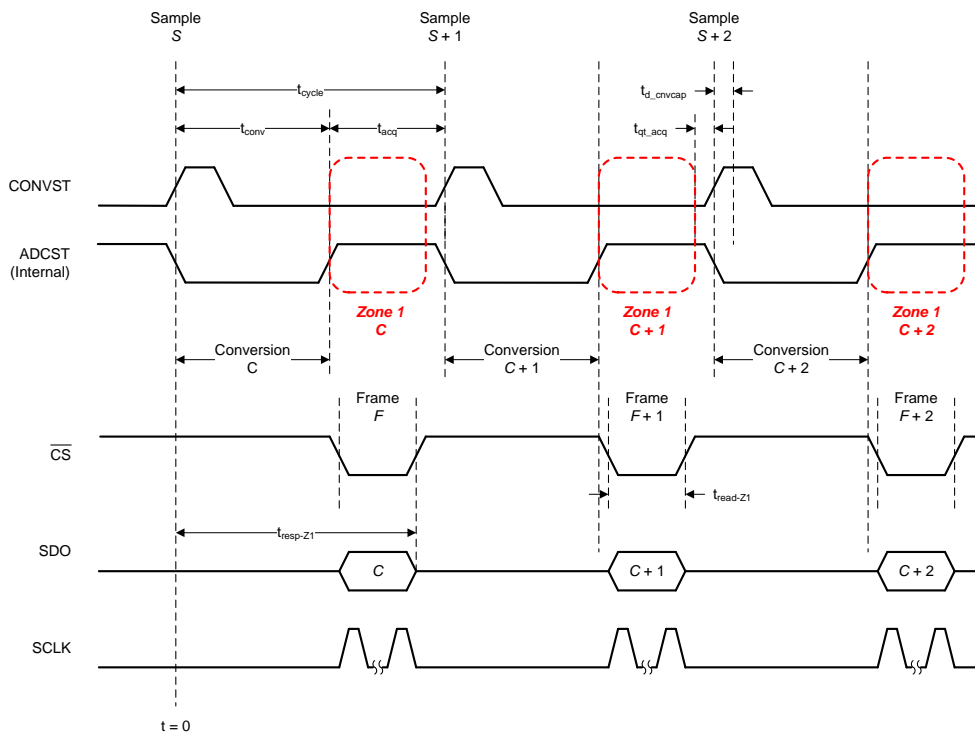 Sample
S
Sample
S + 1
Sample
S + 2
tcycle
td_cnvcap
tconv
tacq
tqt_acq
CONVST
ADCST
(Internal)
Zone 1
C
Zone 1
C + 1
Zone 1
C + 2
Conversion
C
Conversion
C + 1
Conversion
C + 2
Frame
F
Frame
F + 1
Frame
F + 2
CS
tread-Z1
tresp-Z1
SDO
C
C + 1
C + 2
SCLK
t = 0